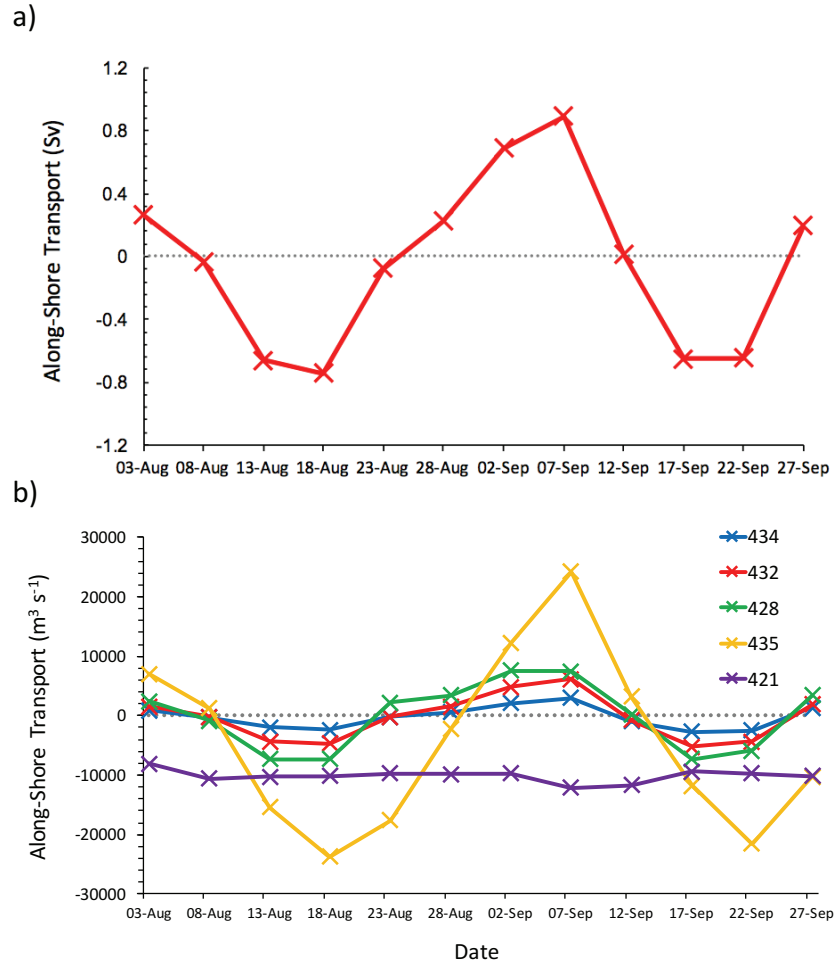 a)
Along-Shore Transport (Sv)
1.2
0.8
0.4
0
-0.4
-0.8
-1.2
03-Aug 08-Aug 13-Aug 18-Aug 23-Aug 28-Aug 02-Sep 07-Sep 12-Sep 17-Sep 22-Sep 27-Sep
b)
Along-Shore Transport (m³ s⁻¹)
30000
20000
10000
0
-10000
-20000
-30000
434
432
428
435
421
03-Aug 08-Aug 13-Aug 18-Aug 23-Aug 28-Aug 02-Sep 07-Sep 12-Sep 17-Sep 22-Sep 27-Sep
Date